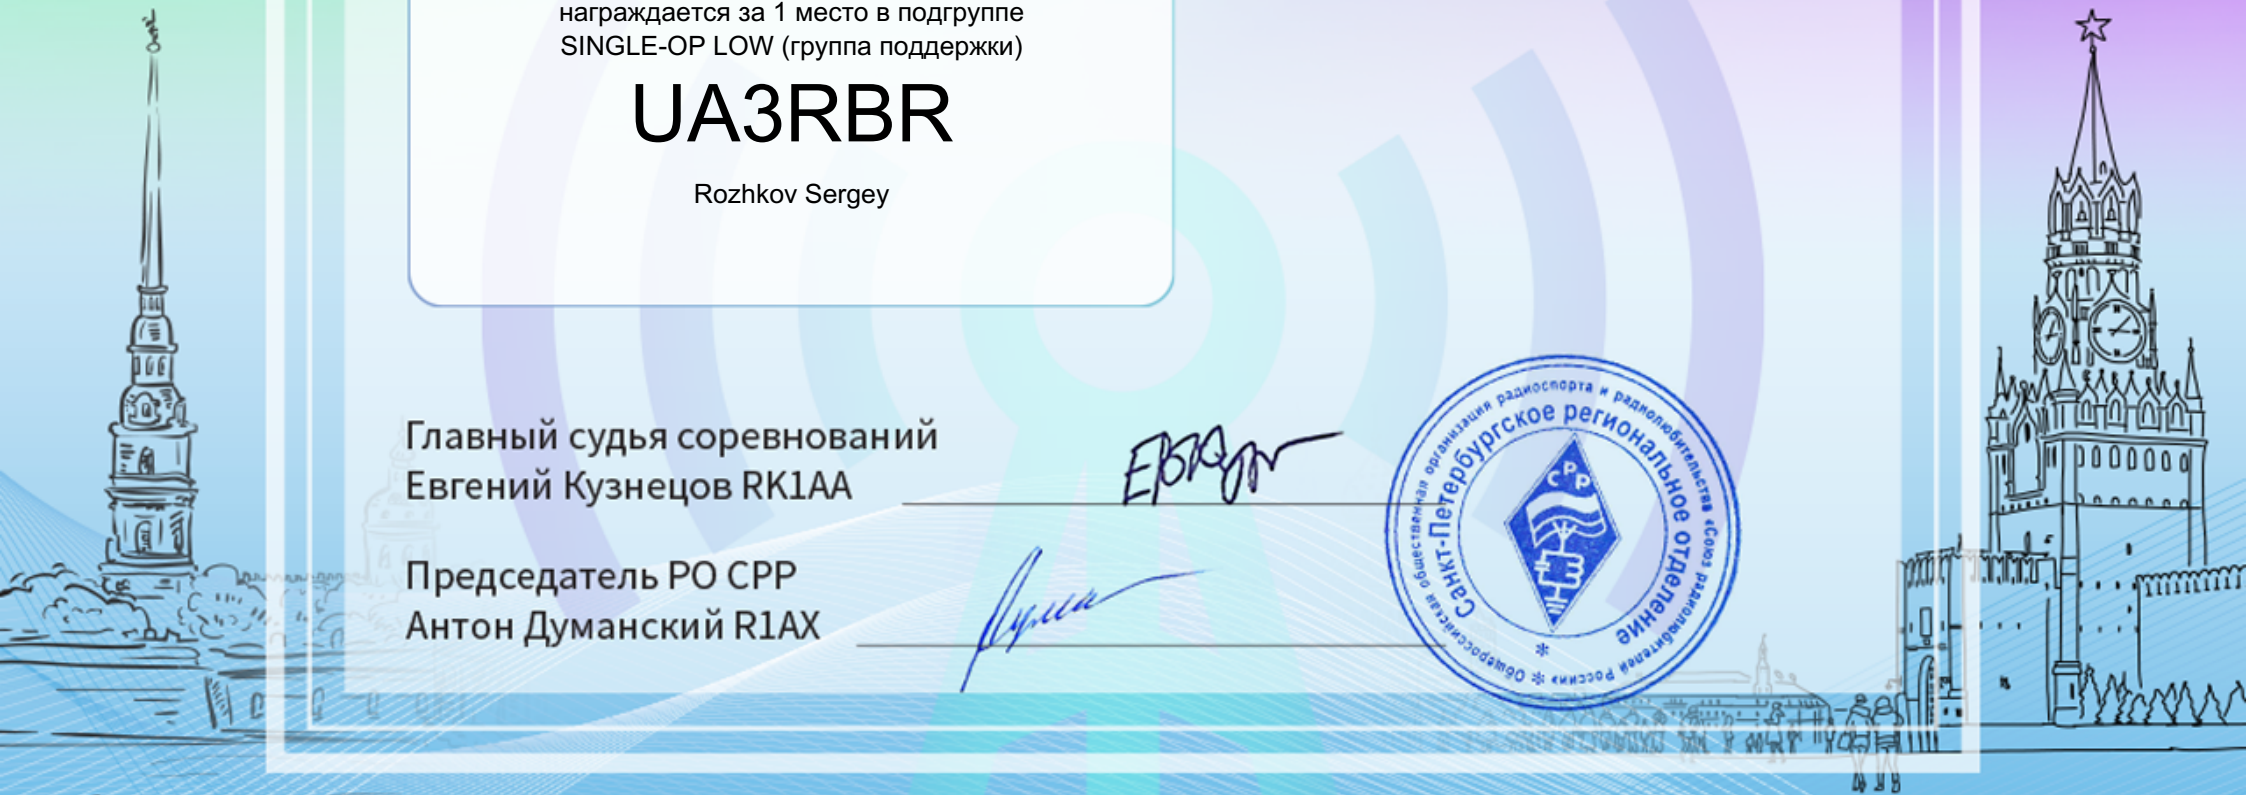 награждается за 1 место в подгруппе
SINGLE-OP LOW (группа поддержки)
UA3RBR
Rozhkov Sergey
Главный судья соревнований
Евгений Кузнецов RK1AA
Председатель РО СРР
Антон Думанский R1AX
Общероссийская общественная организация радиоспорта и радиолюбительства «Союз радиолюбителей России»
Санкт-Петербургское региональное отделение
СРР